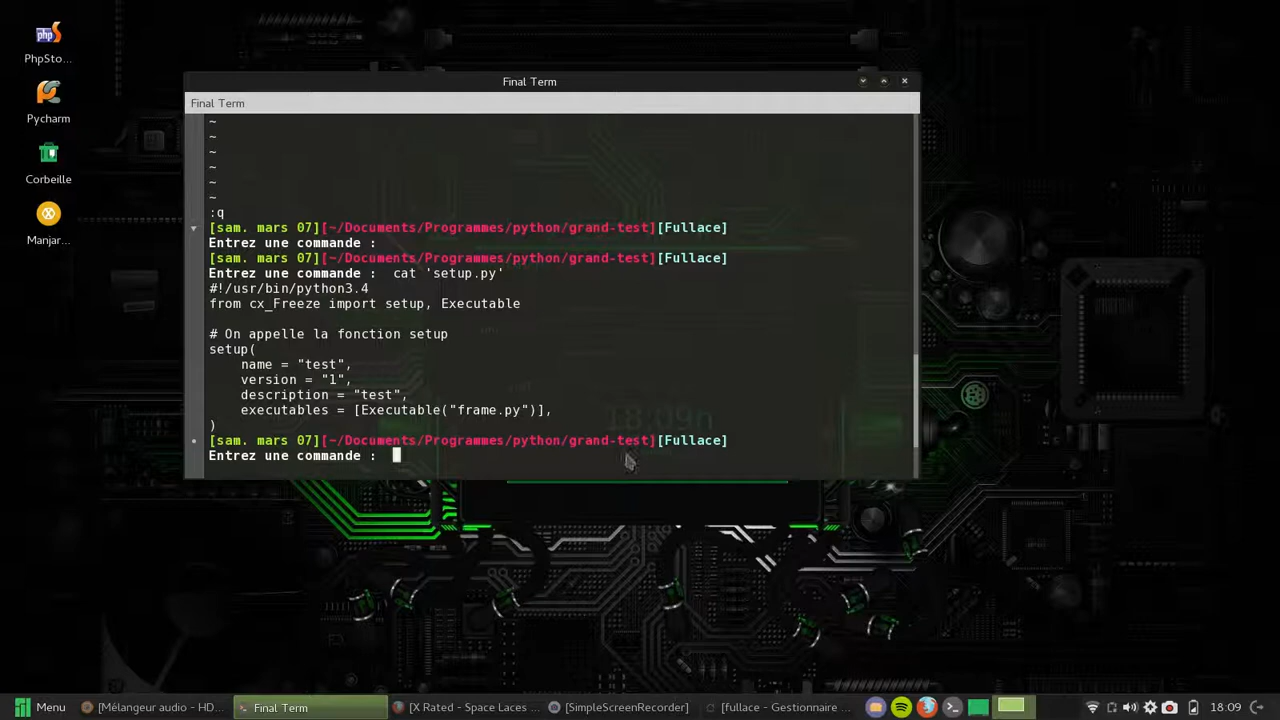 PhpSto...
Pycharm
Corbeille
Manjar...
Final Term
Final Term
~
~
~
~
~
~
:q
[sam. mars 07][~/Documents/Programmes/python/grand-test][Fullace]
Entrez une commande :
[sam. mars 07][~/Documents/Programmes/python/grand-test][Fullace]
Entrez une commande :  cat 'setup.py'
#!/usr/bin/python3.4
from cx_Freeze import setup, Executable
# On appelle la fonction setup
setup(
    name = "test",
    version = "1",
    description = "test",
    executables = [Executable("frame.py")],
)
[sam. mars 07][~/Documents/Programmes/python/grand-test][Fullace]
Entrez une commande :
18:09
Menu [Mélangeur audio - HD... Final Term [X Rated - Space Laces ... [SimpleScreenRecorder] [fullace - Gestionnaire ... 18:09